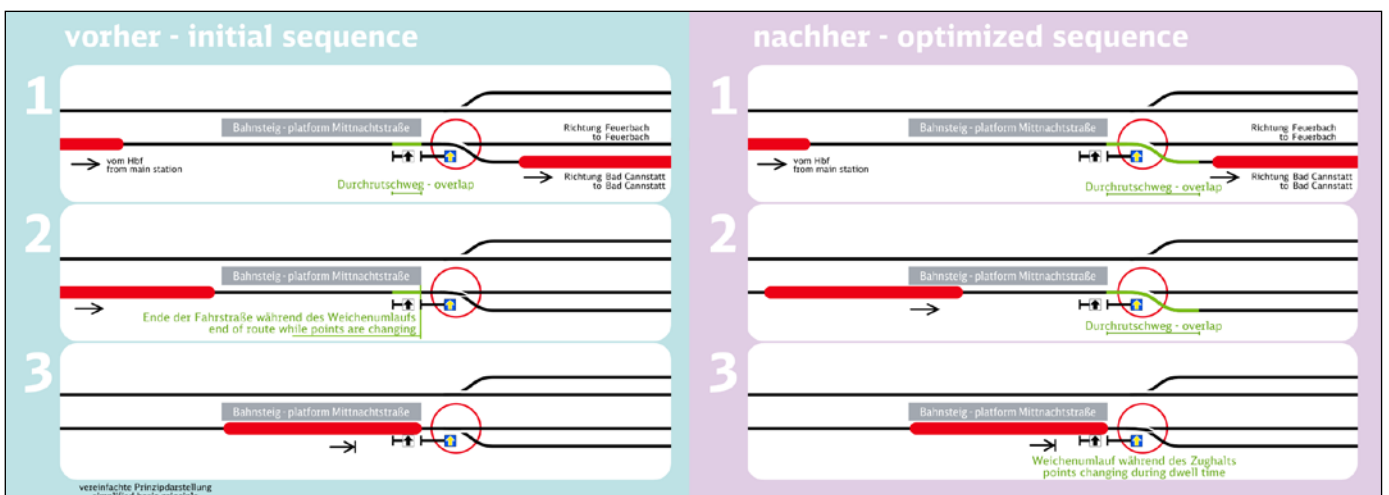 vorher - initial sequence
1
Bahnsteig - platform Mittnachtstraße
Richtung Feuerbach
to Feuerbach
vom Hbf
from main station
Richtung Bad Cannstatt
to Bad Cannstatt
Durchrutschweg - overlap
2
Bahnsteig - platform Mittnachtstraße
Ende der Fahrstraße während des Weichenumlaufs
end of route while points are changing
3
Bahnsteig - platform Mittnachtstraße
vereinfachte Prinzipdarstellung
nachher - optimized sequence
1
Bahnsteig - platform Mittnachtstraße
Richtung Feuerbach
to Feuerbach
vom Hbf
from main station
Richtung Bad Cannstatt
to Bad Cannstatt
Durchrutschweg - overlap
2
Bahnsteig - platform Mittnachtstraße
Durchrutschweg - overlap
3
Bahnsteig - platform Mittnachtstraße
Weichenumlauf während des Zughalts
points changing during dwell time